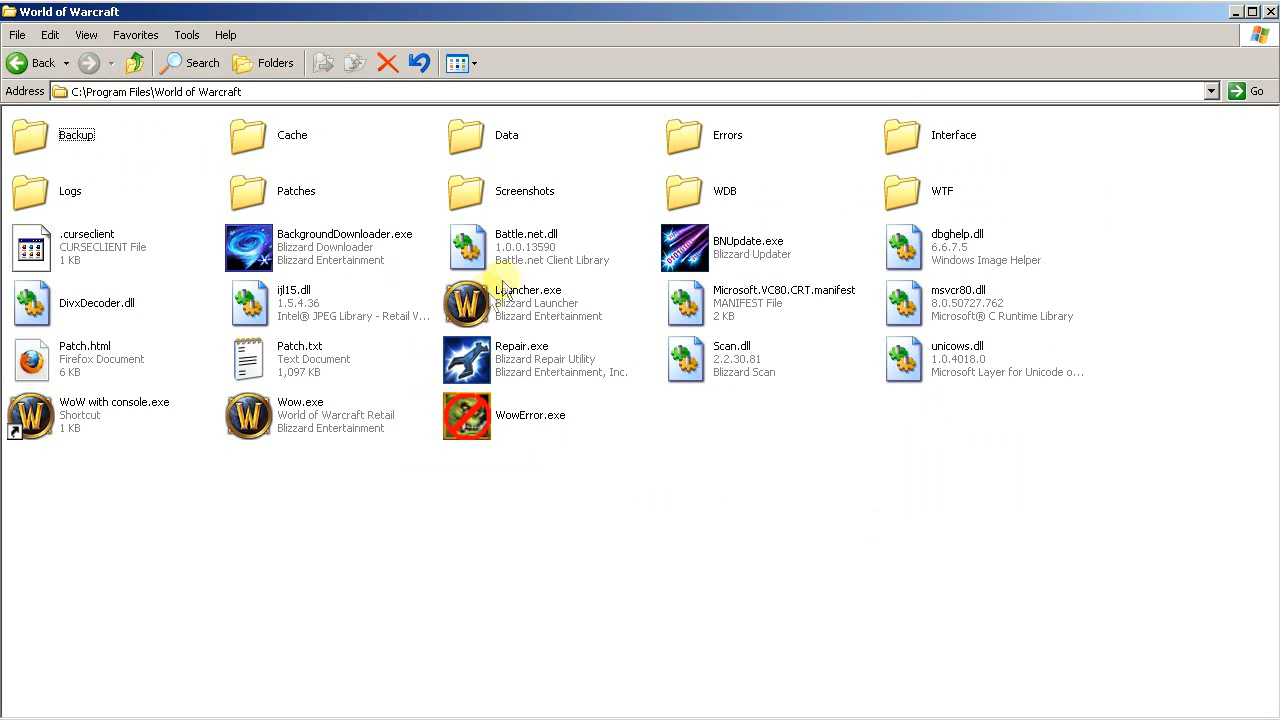 World of Warcraft
File Edit View Favorites Tools Help
Back Search Folders
Address C:\Program Files\World of Warcraft Go
Backup Cache Data Errors Interface
Logs Patches Screenshots WDB WTF
.curseclient
CURSECLIENT File
1 KB
BackgroundDownloader.exe
Blizzard Downloader
Blizzard Entertainment
Battle.net.dll
1.0.0.13590
Battle.net Client Library
BNUpdate.exe
Blizzard Updater
dbghelp.dll
6.6.7.5
Windows Image Helper
DivxDecoder.dll
ijl15.dll
1.5.4.36
Intel® JPEG Library - Retail V...
Launcher.exe
Blizzard Launcher
Blizzard Entertainment
Microsoft.VC80.CRT.manifest
MANIFEST File
2 KB
msvcr80.dll
8.0.50727.762
Microsoft® C Runtime Library
Patch.html
Firefox Document
6 KB
Patch.txt
Text Document
1,097 KB
Repair.exe
Blizzard Repair Utility
Blizzard Entertainment, Inc.
Scan.dll
2.2.30.81
Blizzard Scan
unicows.dll
1.0.4018.0
Microsoft Layer for Unicode o...
WoW with console.exe
Shortcut
1 KB
Wow.exe
World of Warcraft Retail
Blizzard Entertainment
WowError.exe